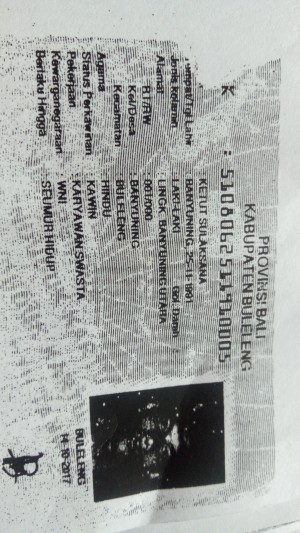 PROVINSI BALI
KABUPATEN BULELENG
K : 5108062511910005
KETUT SULAKSANA
Tempat/Tgl Lahir : BANYUNING, 25-11-1991
Jenis kelamin : LAKI-LAKI Gol. Darah :
Alamat : LINGK. BANYUNING UTARA
RT/RW : 001/000
Kel/Desa : BANYUNING
Kecamatan : BULELENG
Agama : HINDU
Status Perkawinan : KAWIN
Pekerjaan : KARYAWAN SWASTA
Kewarganegaraan : WNI
Berlaku Hingga : SEUMUR HIDUP
BULELENG
14-10-2017